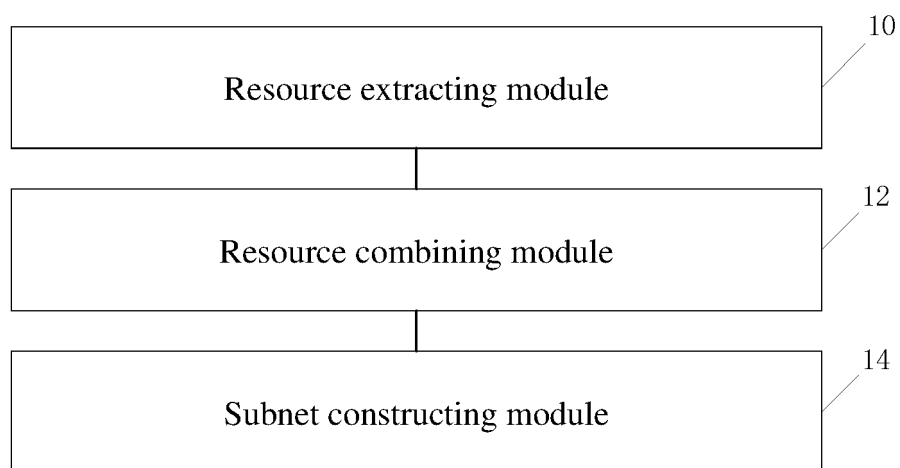 10
Resource extracting module
12
Resource combining module
14
Subnet constructing module